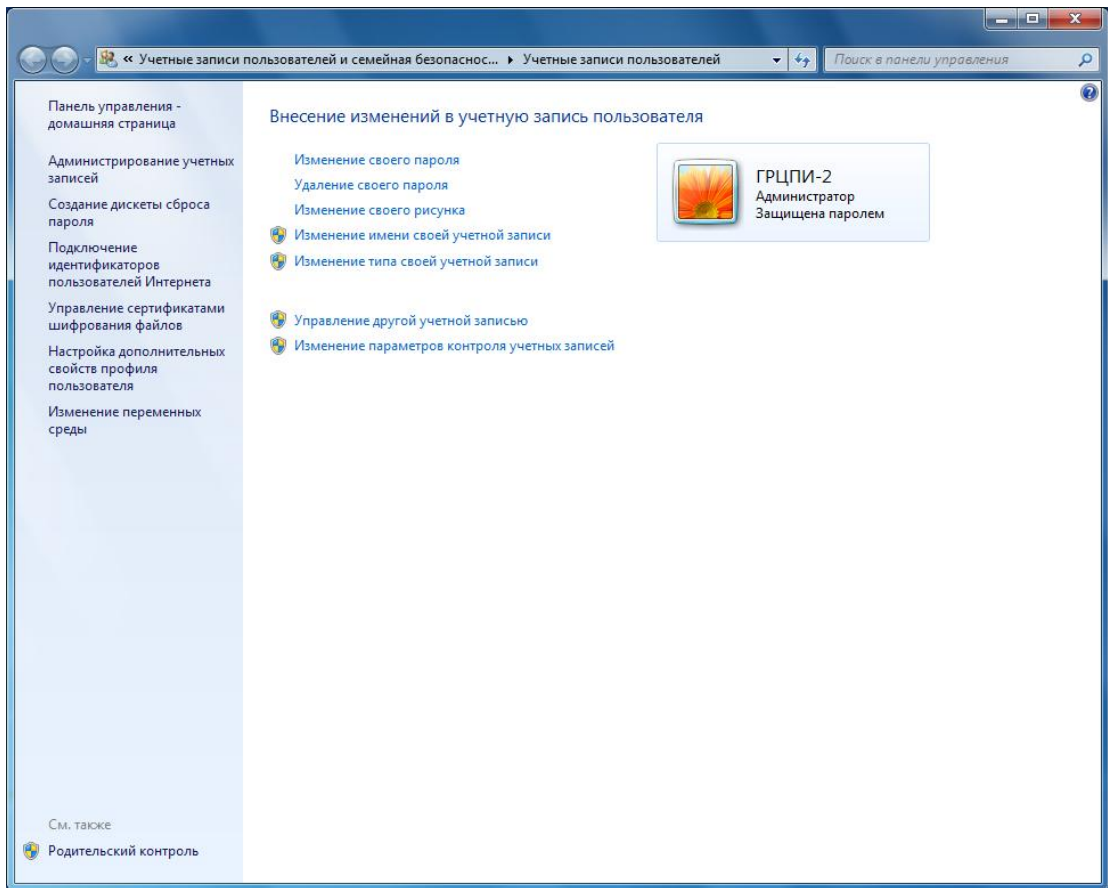 « Учетные записи пользователей и семейная безопаснос... Учетные записи пользователей
Поиск в панели управления
Панель управления -
домашняя страница
Администрирование учетных
записей
Создание дискеты сброса
пароля
Подключение
идентификаторов
пользователей Интернета
Управление сертификатами
шифрования файлов
Настройка дополнительных
свойств профиля
пользователя
Изменение переменных
среды
См. также
Родительский контроль
Внесение изменений в учетную запись пользователя
Изменение своего пароля
Удаление своего пароля
Изменение своего рисунка
Изменение имени своей учетной записи
Изменение типа своей учетной записи
Управление другой учетной записью
Изменение параметров контроля учетных записей
ГРЦПИ-2
Администратор
Защищена паролем